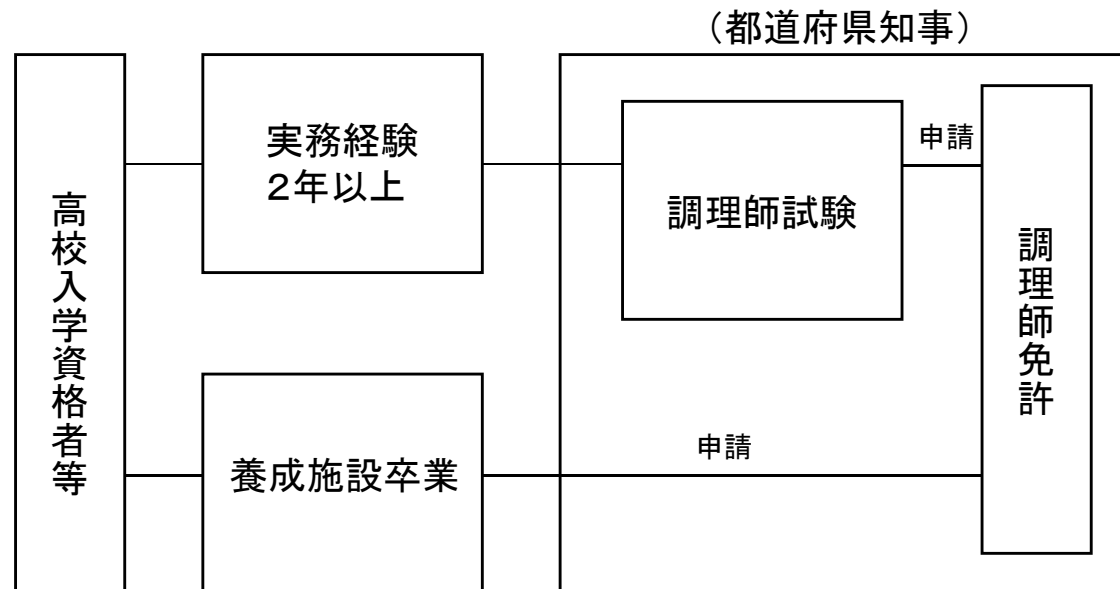 （都道府県知事）
高校入学資格者等
実務経験
２年以上
調理師試験
申請
調理師免許
養成施設卒業
申請